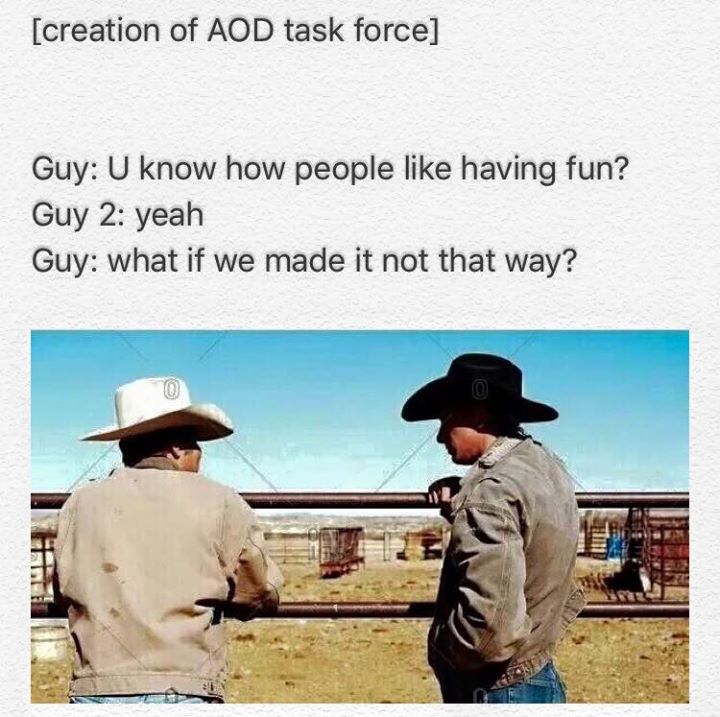 [creation of AOD task force]
Guy: U know how people like having fun?
Guy 2: yeah
Guy: what if we made it not that way?